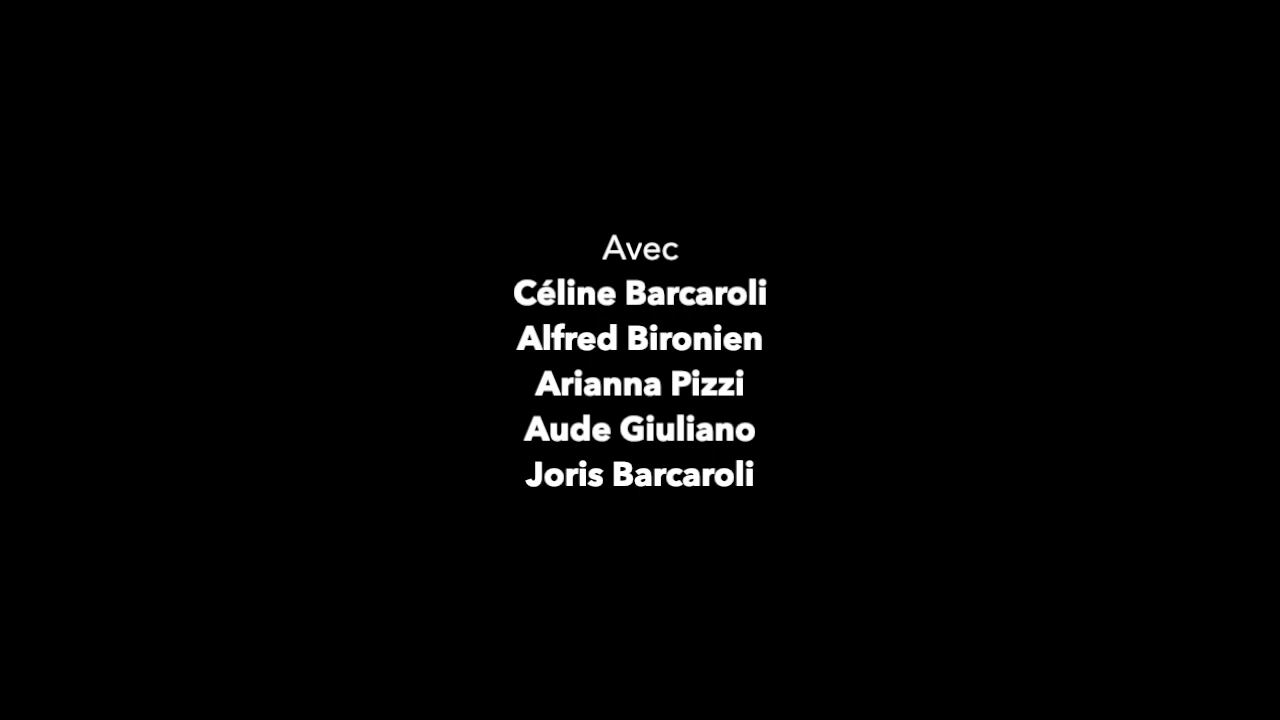 Avec
Céline Barcaroli
Alfred Bironien
Arianna Pizzi
Aude Giuliano
Joris Barcaroli